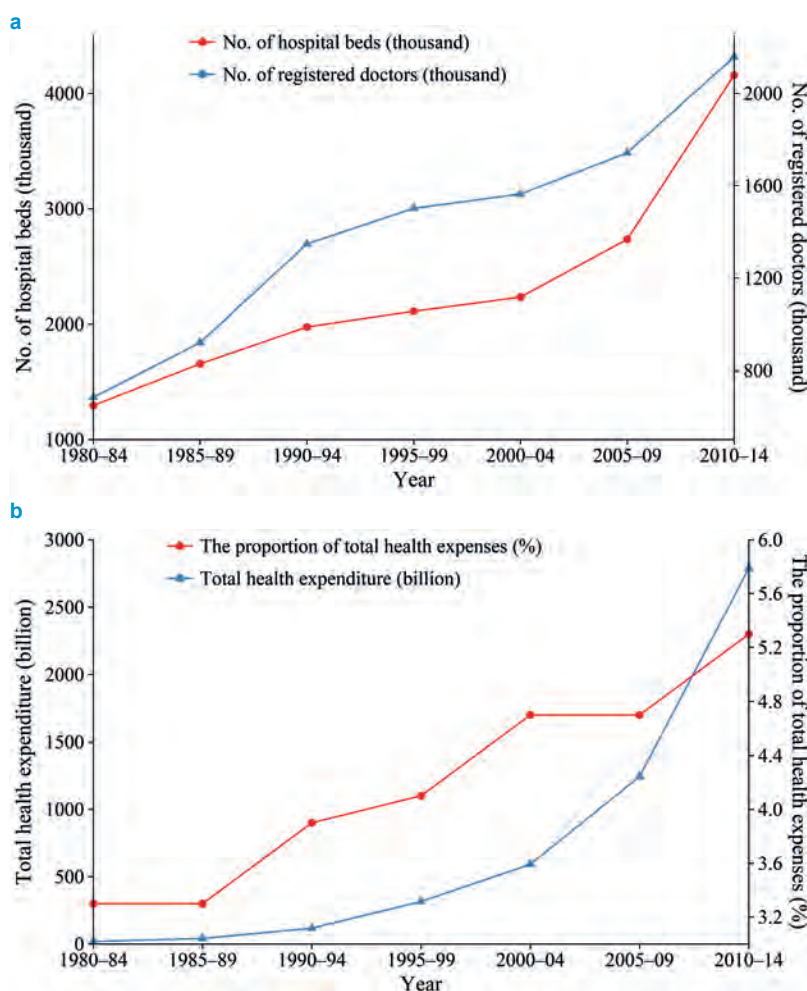 a
No. of hospital beds (thousand)
No. of registered doctors (thousand)
No. of hospital beds (thousand)
4000
3000
2000
1000
No. of registered doctors (thousand)
2000
1600
1200
800
1980–84 1985–89 1990–94 1995–99 2000–04 2005–09 2010–14
Year
b
The proportion of total health expenses (%)
Total health expenditure (billion)
Total health expenditure (billion)
3000
2500
2000
1500
1000
500
0
The proportion of total health
expenses (%)
6.0
5.6
5.2
4.8
4.4
4.0
3.6
3.2
1980–84 1985–89 1990–94 1995–99 2000–04 2005–09 2010–14
Year